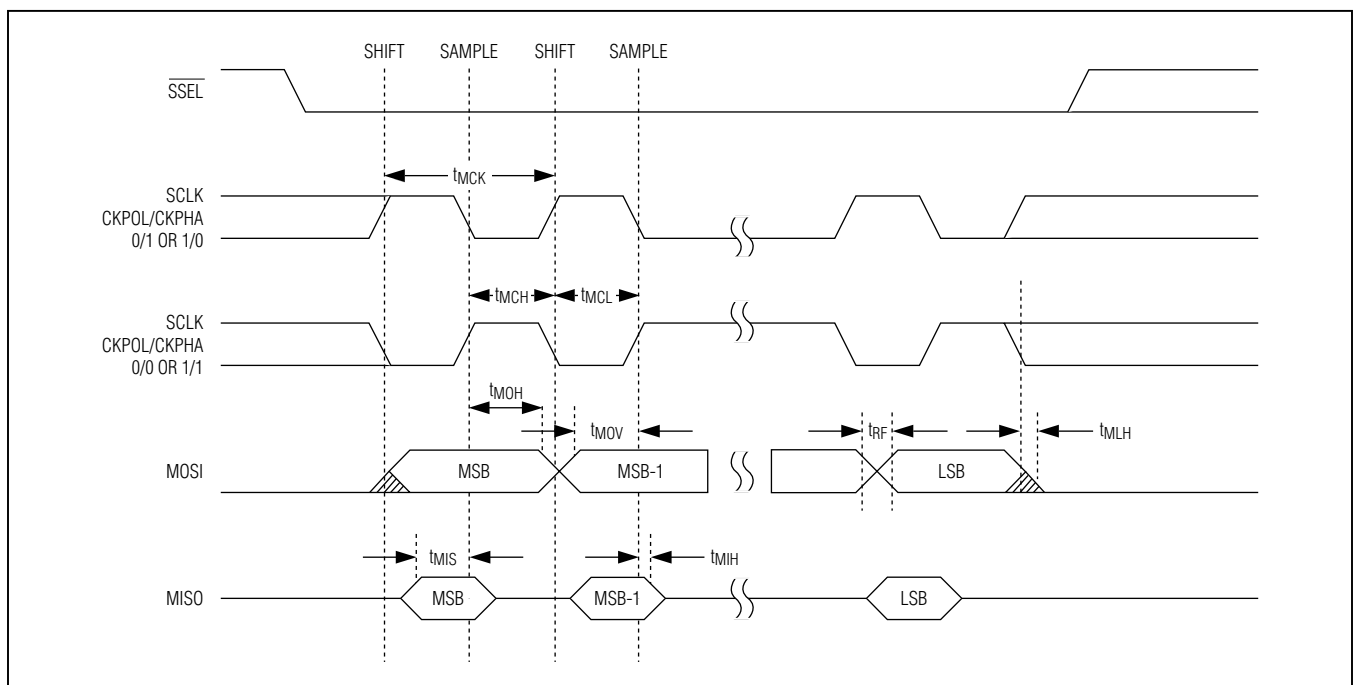 SHIFT SAMPLE SHIFT SAMPLE
SSEL
tMCK
SCLK
CKPOL/CKPHA
0/1 OR 1/0
tMCH tMCL
SCLK
CKPOL/CKPHA
0/0 OR 1/1
tMOH
tMOV tRF tMLH
MOSI MSB MSB-1 LSB
tMIS tMIH
MISO MSB MSB-1 LSB